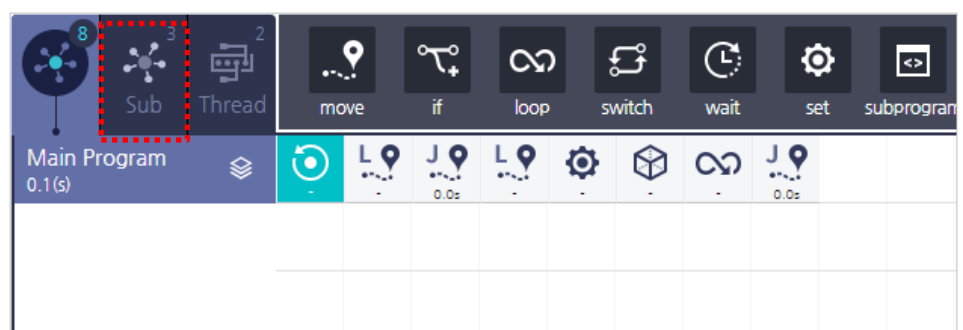 8
3
2
Sub
Thread
move
if
loop
switch
wait
set
subprogram
Main Program
0.1(s)
-
L
-
J
0.0s
L
-
-
-
-
J
0.0s